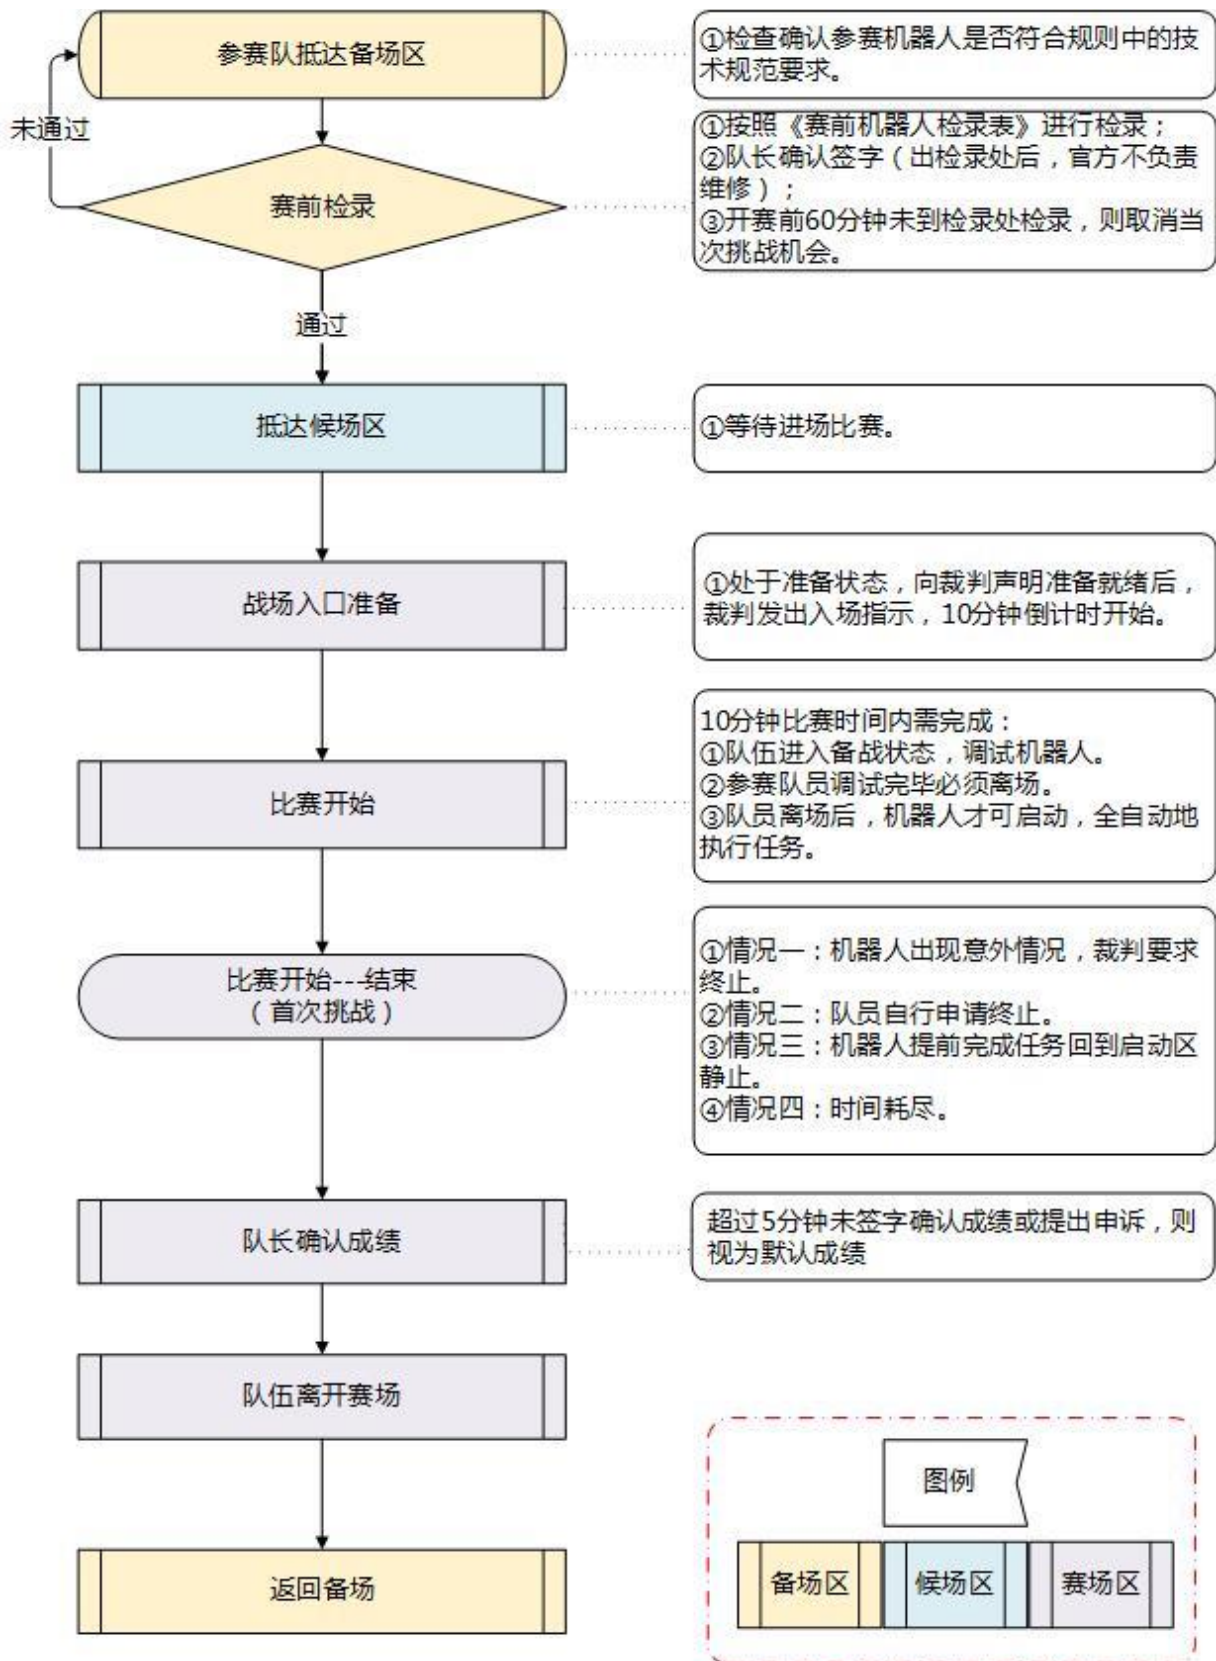 参赛队抵达备场区
①检查确认参赛机器人是否符合规则中的技
术规范要求。
未通过
赛前检录
①按照《赛前机器人检录表》进行检录；
②队长确认签字（出检录处后，官方不负责
维修）；
③开赛前60分钟未到检录处检录，则取消当
次挑战机会。
通过
抵达候场区
①等待进场比赛。
战场入口准备
①处于准备状态，向裁判声明准备就绪后，
裁判发出入场指示，10分钟倒计时开始。
比赛开始
10分钟比赛时间内需完成：
①队伍进入备战状态，调试机器人。
②参赛队员调试完毕必须离场。
③队员离场后，机器人才可启动，全自动地
执行任务。
比赛开始---结束
（首次挑战）
①情况一：机器人出现意外情况，裁判要求
终止。
②情况二：队员自行申请终止。
③情况三：机器人提前完成任务回到启动区
静止。
④情况四：时间耗尽。
队长确认成绩
超过5分钟未签字确认成绩或提出申诉，则
视为默认成绩
队伍离开赛场
返回备场
图例
备场区
候场区
赛场区